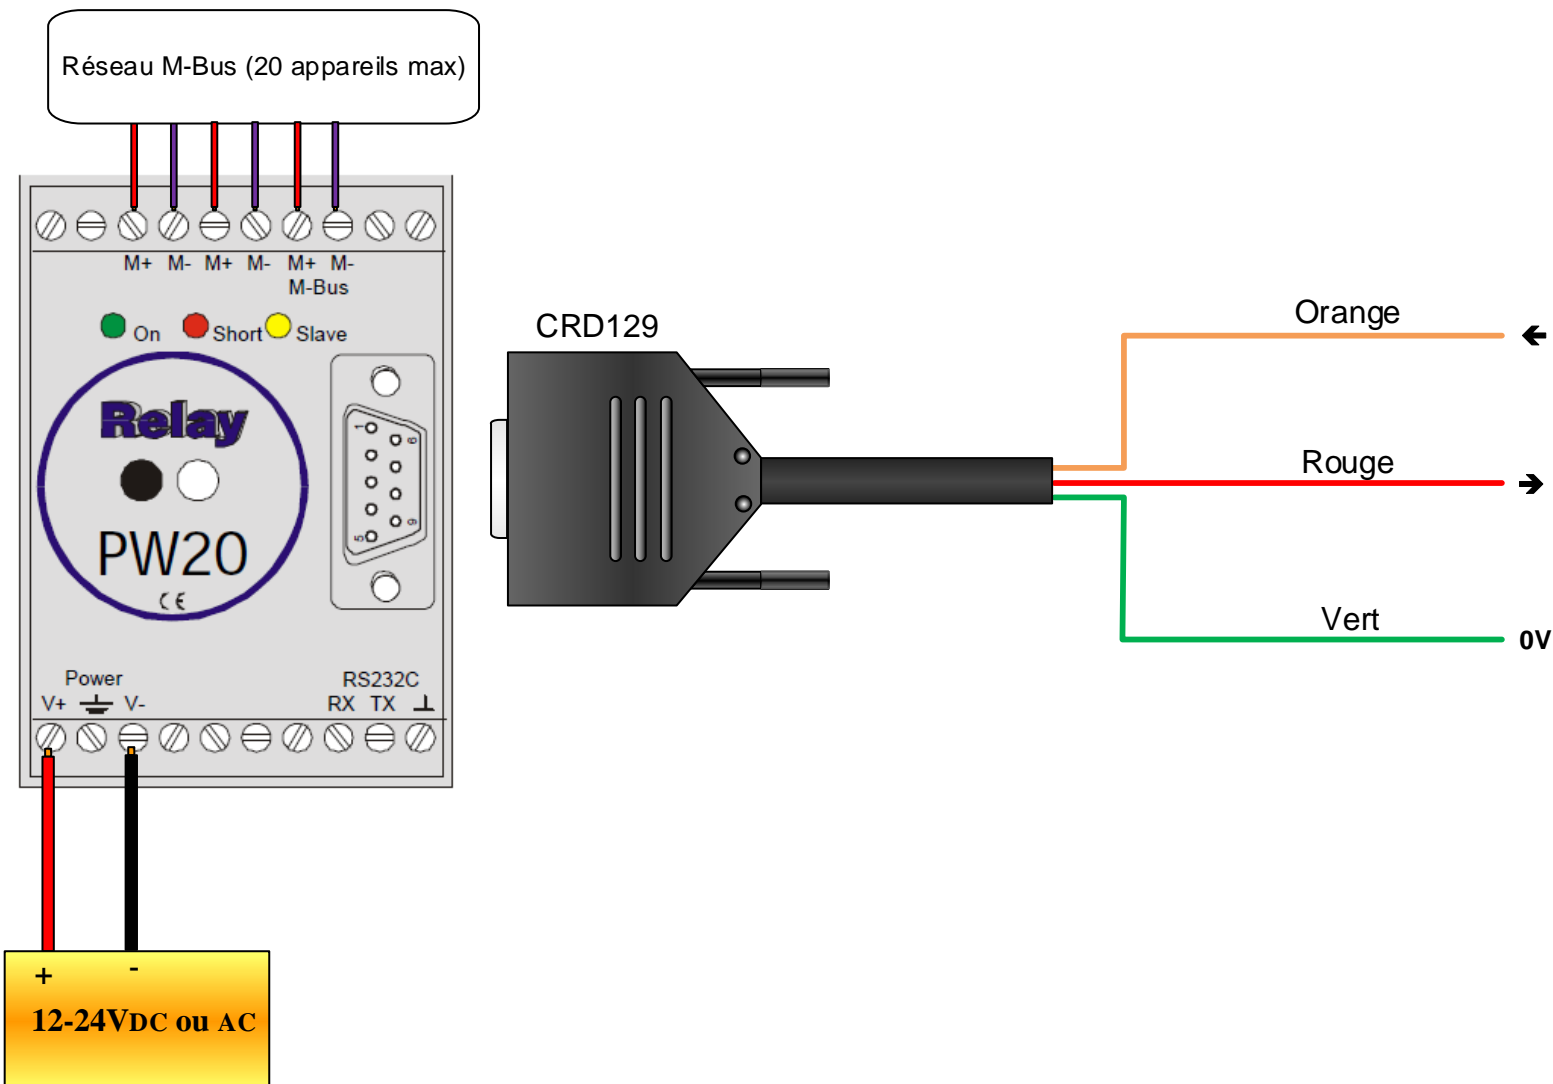 Réseau M-Bus (20 appareils max)
M+ M- M+ M- M+ M-
M-Bus
On Short Slave
Relay
PW20
CE
1
6
5
9
Power
V+ V-
RS232C
RX TX
+ -
12-24VDC ou AC
CRD129
Orange
Rouge
Vert
0V